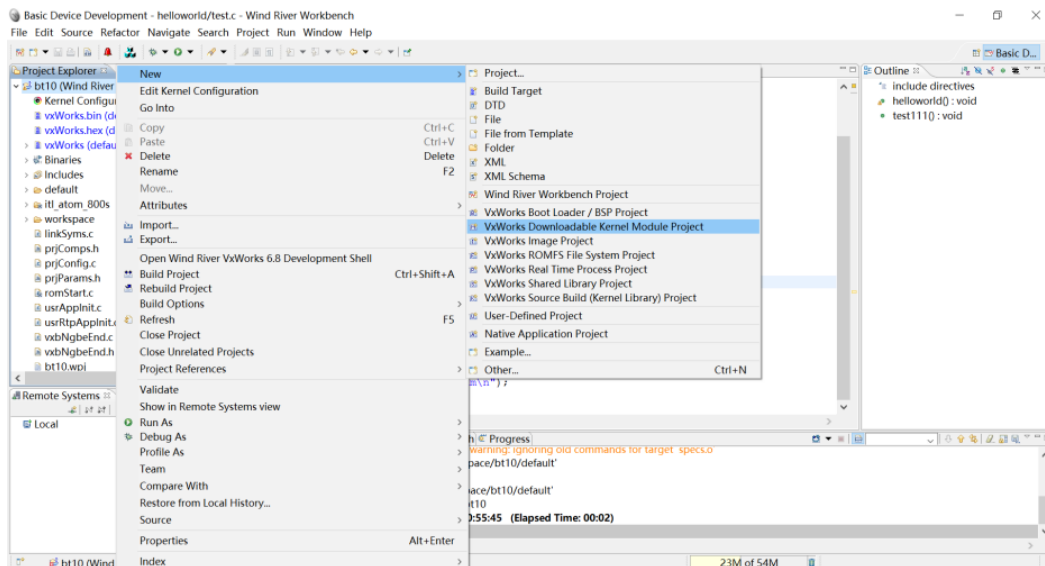 Basic Device Development - helloworld/test.c - Wind River Workbench
File Edit Source Refactor Navigate Search Project Run Window Help
Basic D...
Project Explorer
bt10 (Wind River
Kernel Configu
vxWorks.bin (de
vxWorks.hex (d
vxWorks (defau
Binaries
Includes
default
itl_atom_800s
workspace
linkSyms.c
prjComps.h
prjConfig.c
prjParams.h
romStart.c
usrAppInit.c
usrRtpAppInit.c
vxbNgbeEnd.c
vxbNgbeEnd.h
bt10.wpj
Remote Systems
Local
New
Edit Kernel Configuration
Go Into
Copy Ctrl+C
Paste Ctrl+V
Delete Delete
Rename F2
Move...
Attributes
Import...
Export...
Open Wind River VxWorks 6.8 Development Shell
Build Project Ctrl+Shift+A
Rebuild Project
Build Options
Refresh F5
Close Project
Close Unrelated Projects
Project References
Validate
Show in Remote Systems view
Run As
Debug As
Profile As
Team
Compare With
Restore from Local History...
Source
Properties Alt+Enter
Index
Project...
Build Target
DTD
File
File from Template
Folder
XML
XML Schema
Wind River Workbench Project
VxWorks Boot Loader / BSP Project
VxWorks Downloadable Kernel Module Project
VxWorks Image Project
VxWorks ROMFS File System Project
VxWorks Real Time Process Project
VxWorks Shared Library Project
VxWorks Source Build (Kernel Library) Project
User-Defined Project
Native Application Project
Example...
Other... Ctrl+N
m\n");
Outline
include directives
helloworld() : void
test111() : void
h Progress
warning: ignoring old commands for target `specs.o'
pace/bt10/default'
ace/bt10/default'
t10
0:55:45 (Elapsed Time: 00:02)
bt10 (Wind
23M of 54M